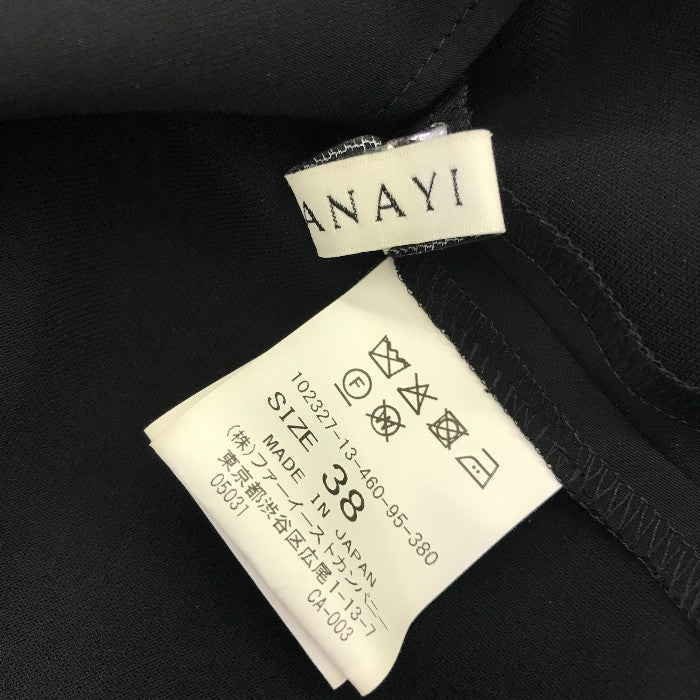 ANAYI
F
102327-13-460-95-380
SIZE 38
MADE IN JAPAN
(株)ファーイーストカンパニー
東京都渋谷区広尾1-13-7
05031 CA-003